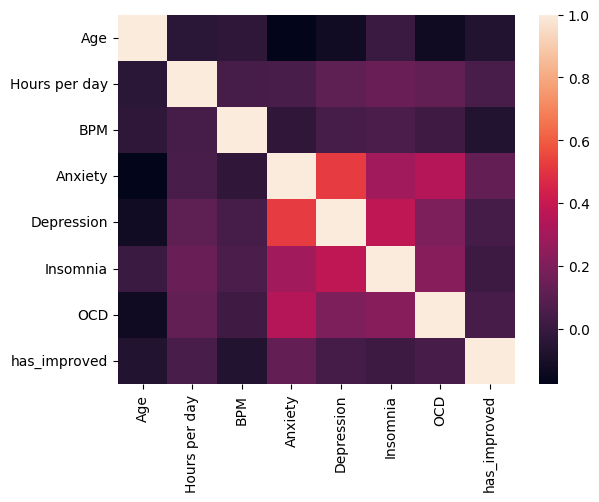 Age
Hours per day
BPM
Anxiety
Depression
Insomnia
OCD
has_improved
Age
Hours per day
BPM
Anxiety
Depression
Insomnia
OCD
has_improved
1.0
0.8
0.6
0.4
0.2
0.0